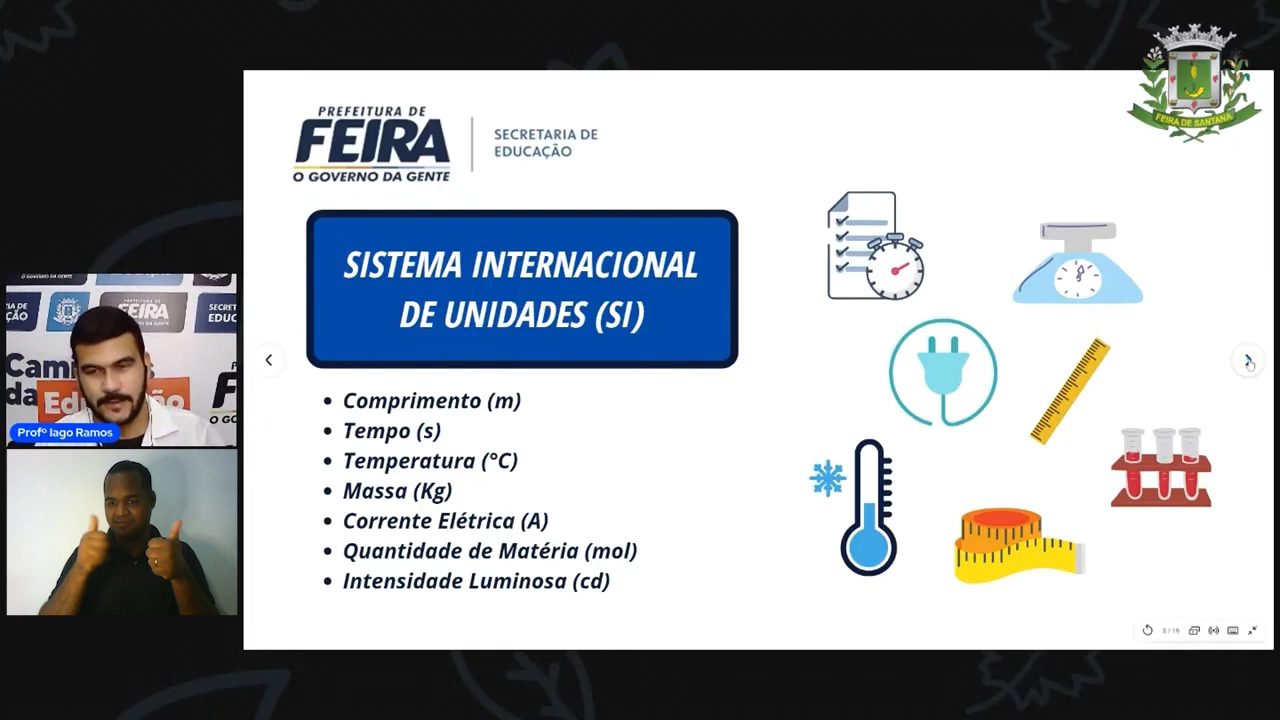 PREFEITURA DE
FEIRA
O GOVERNO DA GENTE
SECRETARIA DE
EDUCAÇÃO
FEIRA DE SANTANA
SISTEMA INTERNACIONAL
DE UNIDADES (SI)
• Comprimento (m)
• Tempo (s)
• Temperatura (°C)
• Massa (Kg)
• Corrente Elétrica (A)
• Quantidade de Matéria (mol)
• Intensidade Luminosa (cd)
Profº Iago Ramos